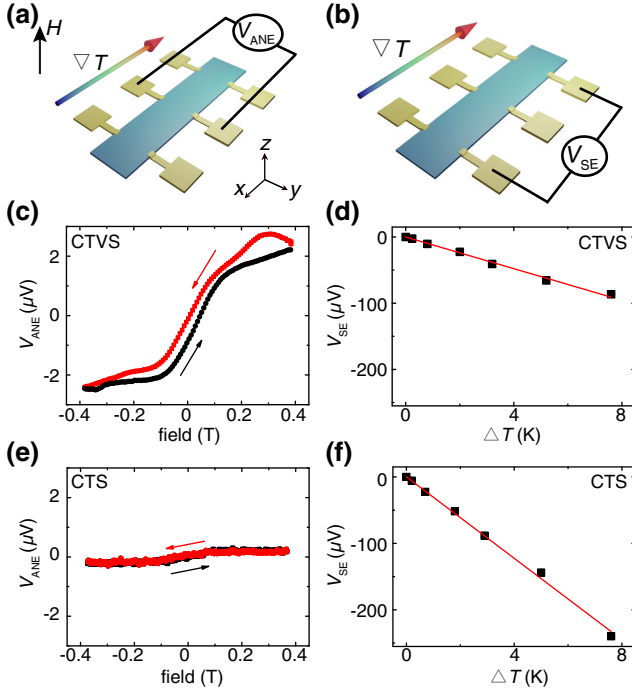 (a)
H
▽ T
V_ANE
z
x
y
(b)
▽ T
V_SE
(c)
CTVS
V_ANE (μV)
2
0
-2
-0.4 -0.2 0 0.2 0.4
field (T)
(d)
CTVS
V_SE (μV)
0
-100
-200
0 4 8
△ T (K)
(e)
CTS
V_ANE (μV)
2
0
-2
-0.4 -0.2 0 0.2 0.4
field (T)
(f)
CTS
V_SE (μV)
0
-100
-200
0 4 8
△ T (K)